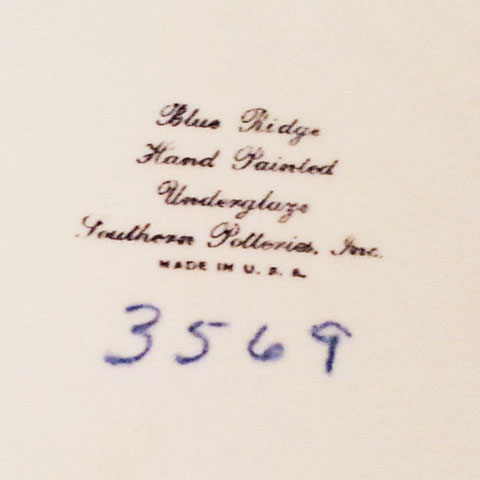 Blue Ridge
Hand Painted
Underglaze
Southern Potteries, Inc.
MADE IN U. S. A.
3569